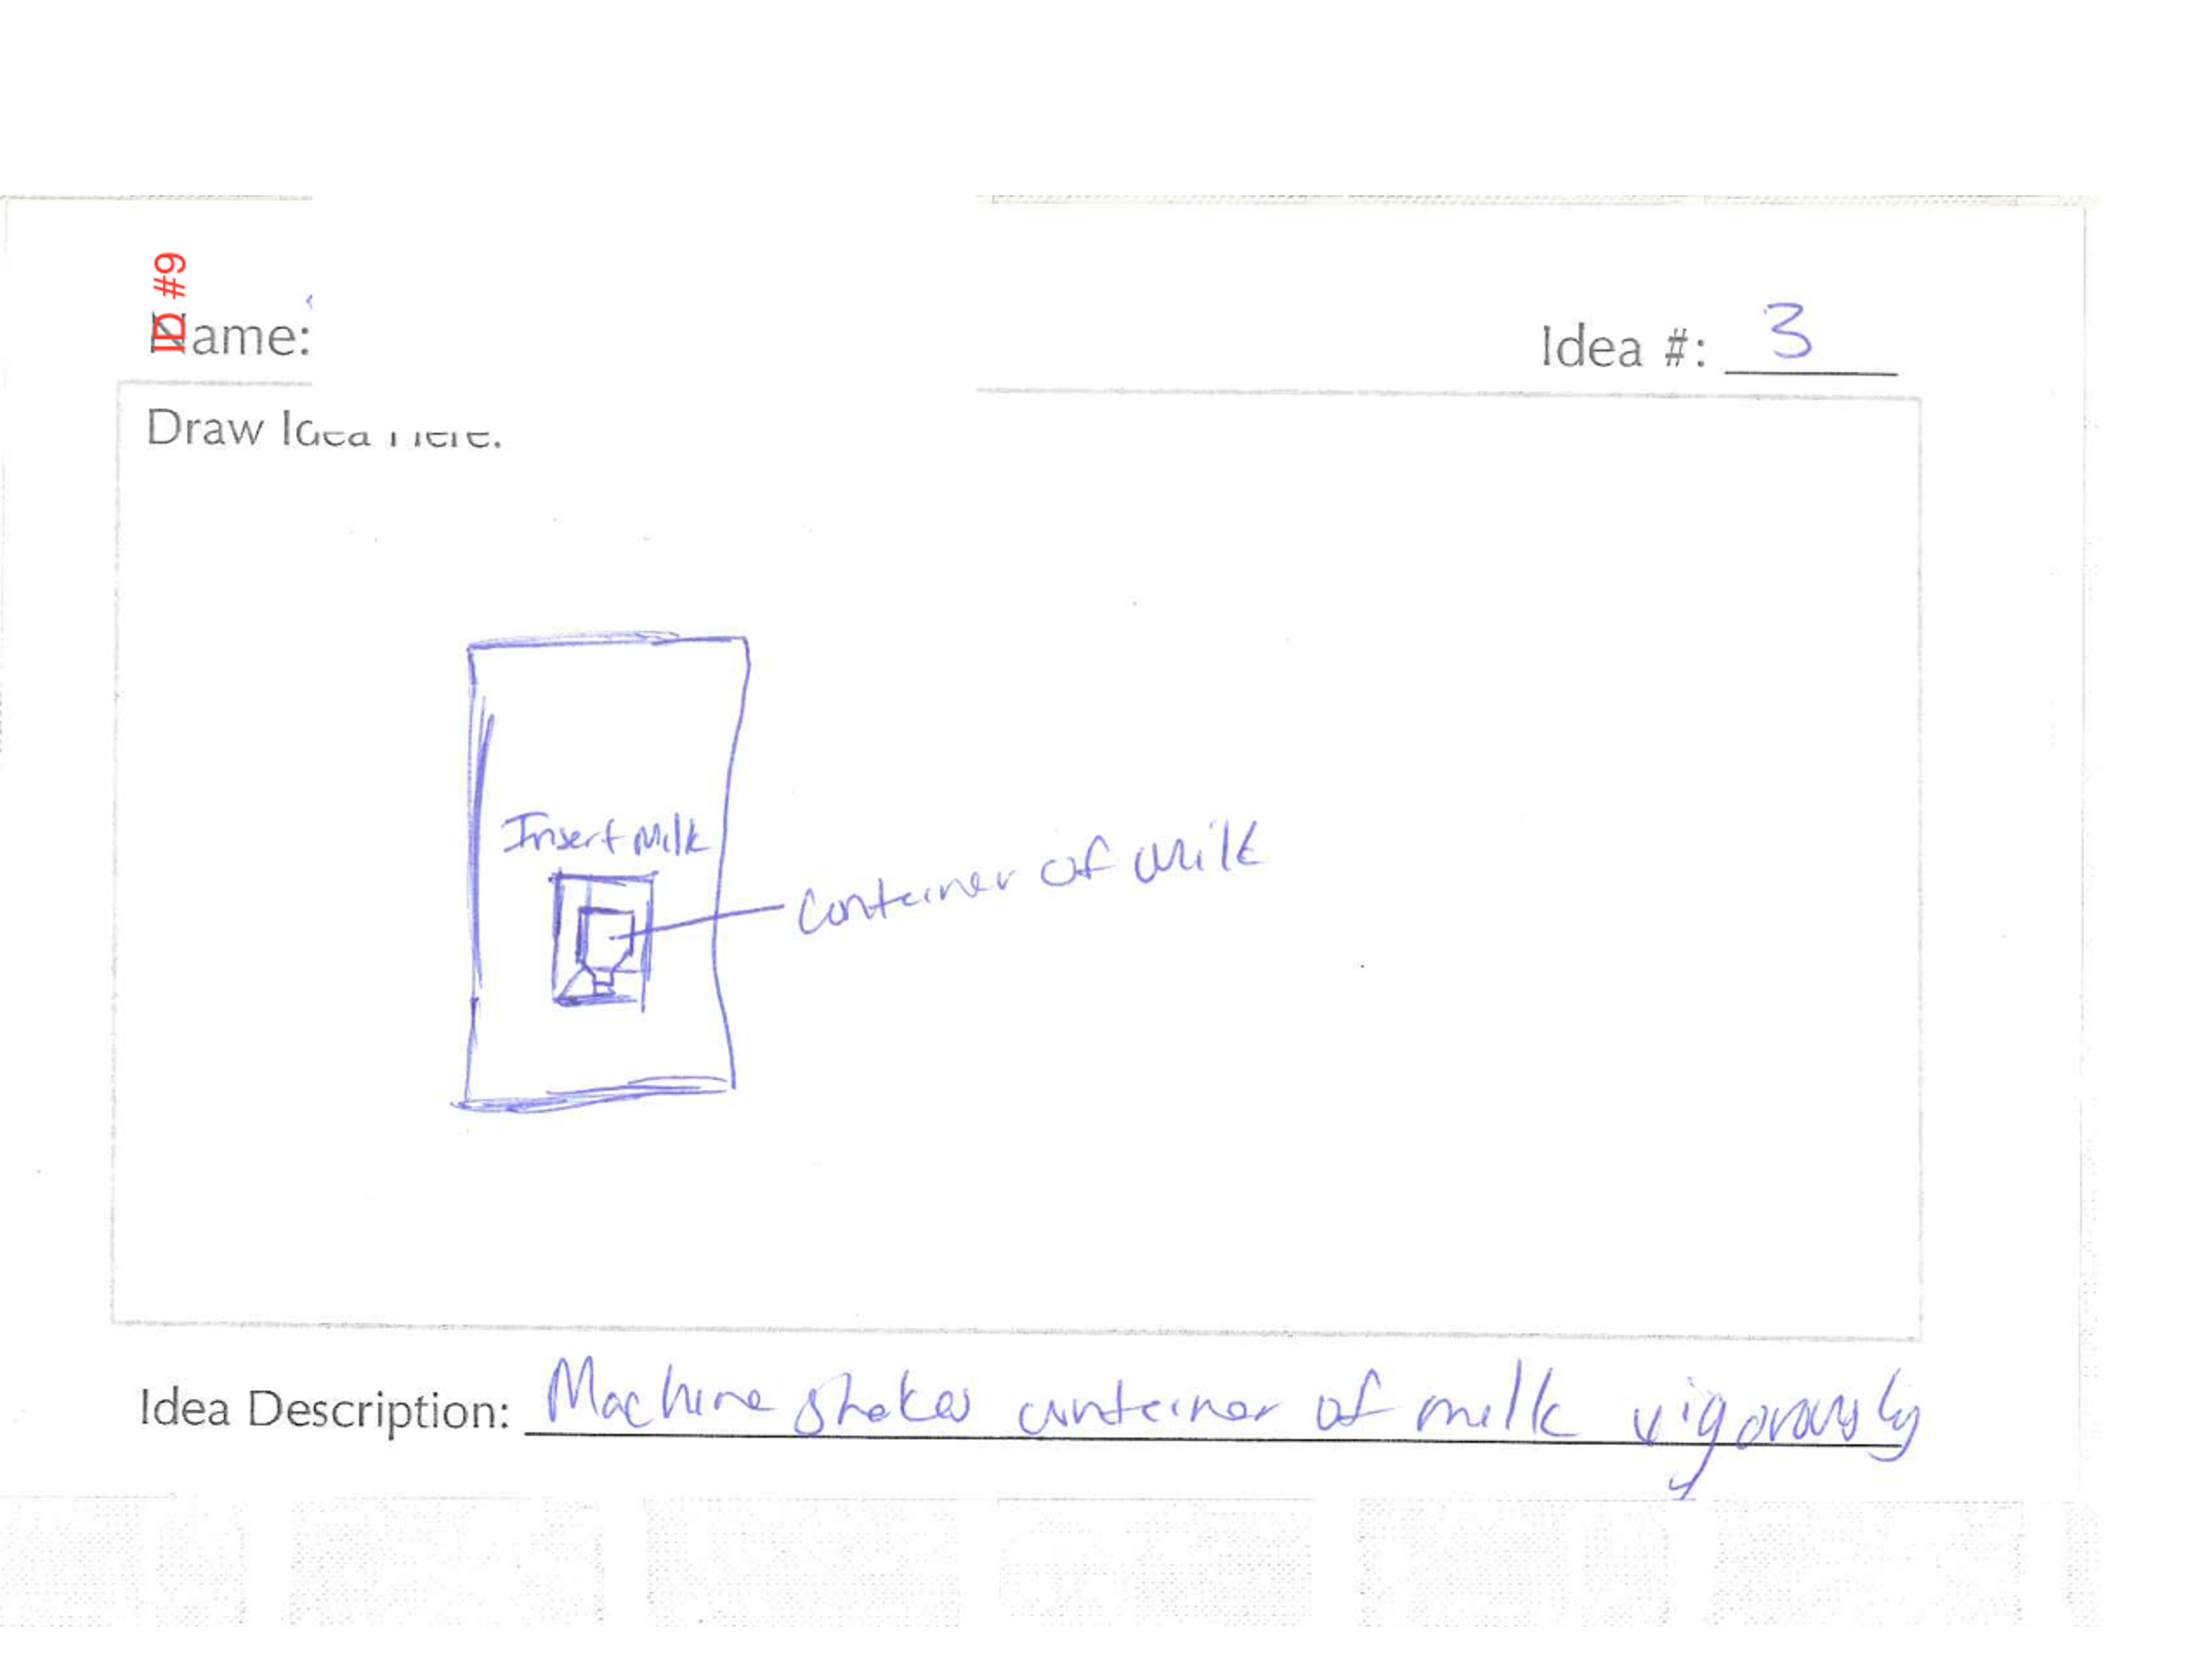 ID #9
Name:
Idea #: 3
Draw Idea Here:
Insert Milk
Container of milk
Idea Description: Machine shakes container of milk vigorously